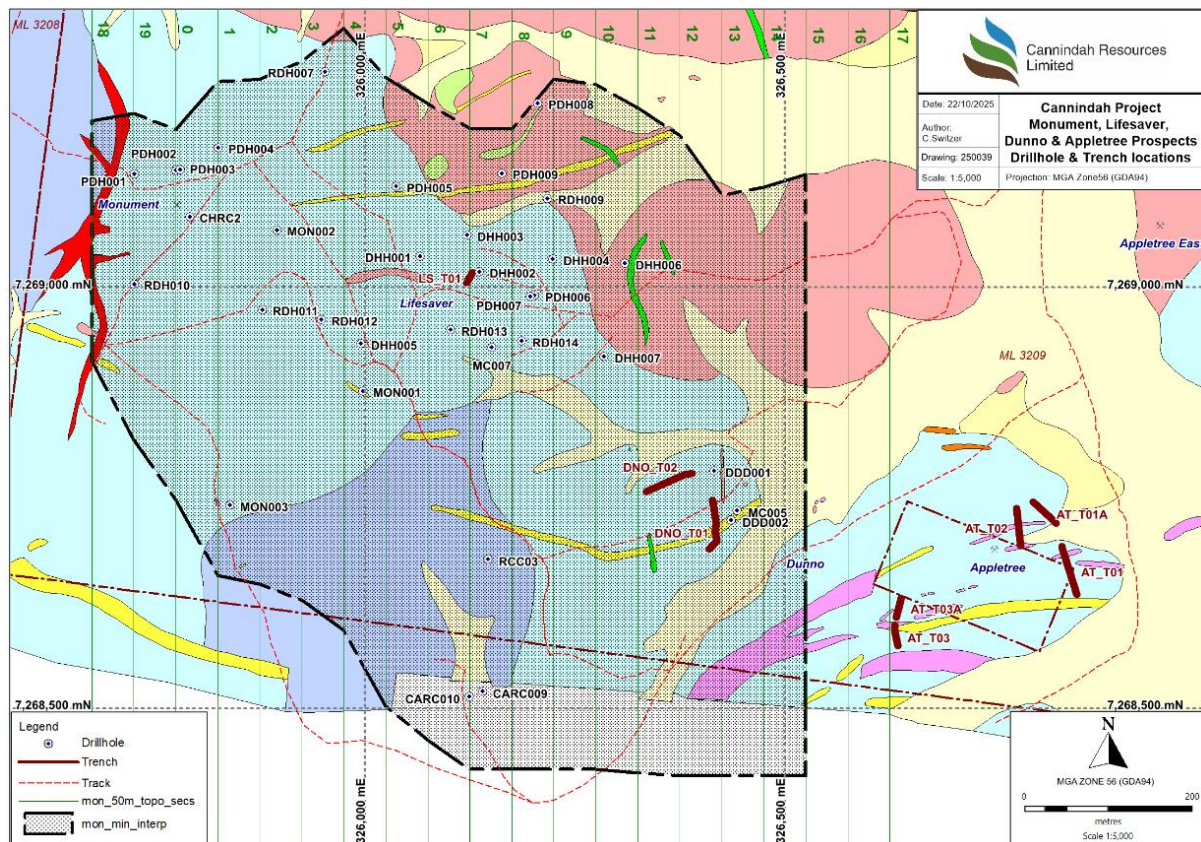 ML 3208
18
19
0
1
2
3
4
5
6
7
8
9
10
11
12
13
14
15
16
17
326,000 mE
326,500 mE
Cannindah Resources
Limited
Date: 22/10/2025
Author:
C.Switzer
Drawing: 250039
Scale: 1:5,000
Cannindah Project
Monument, Lifesaver,
Dunno & Appletree Prospects
Drillhole & Trench locations
Projection: MGA Zone56 (GDA94)
RDH007
PDH008
PDH002
PDH004
PDH003
PDH001
PDH005
PDH009
Monument
RDH009
CHRC2
MON002
DHH003
DHH001
DHH004
DHH006
Appletree Eas
LS_T01
DHH002
7,269,000 mN
RDH010
Lifesaver
PDH007
PDH006
7,269,000 mN
RDH011
RDH012
RDH013
DHH005
RDH014
MC007
DHH007
ML 3209
MON001
DNO_T02
DDD001
MON003
MC005
DDD002
DNO_T01
AT_T02
AT_T01A
RCC03
Dunno
Appletree
AT_T01
AT_T03A
AT_T03
CARC009
CARC010
7,268,500 mN
7,268,500 mN
Legend
Drillhole
Trench
Track
mon_50m_topo_secs
mon_min_interp
326,000 mE
326,500 mE
N
MGA ZONE 56 (GDA94)
0
200
metres
Scale 1:5,000